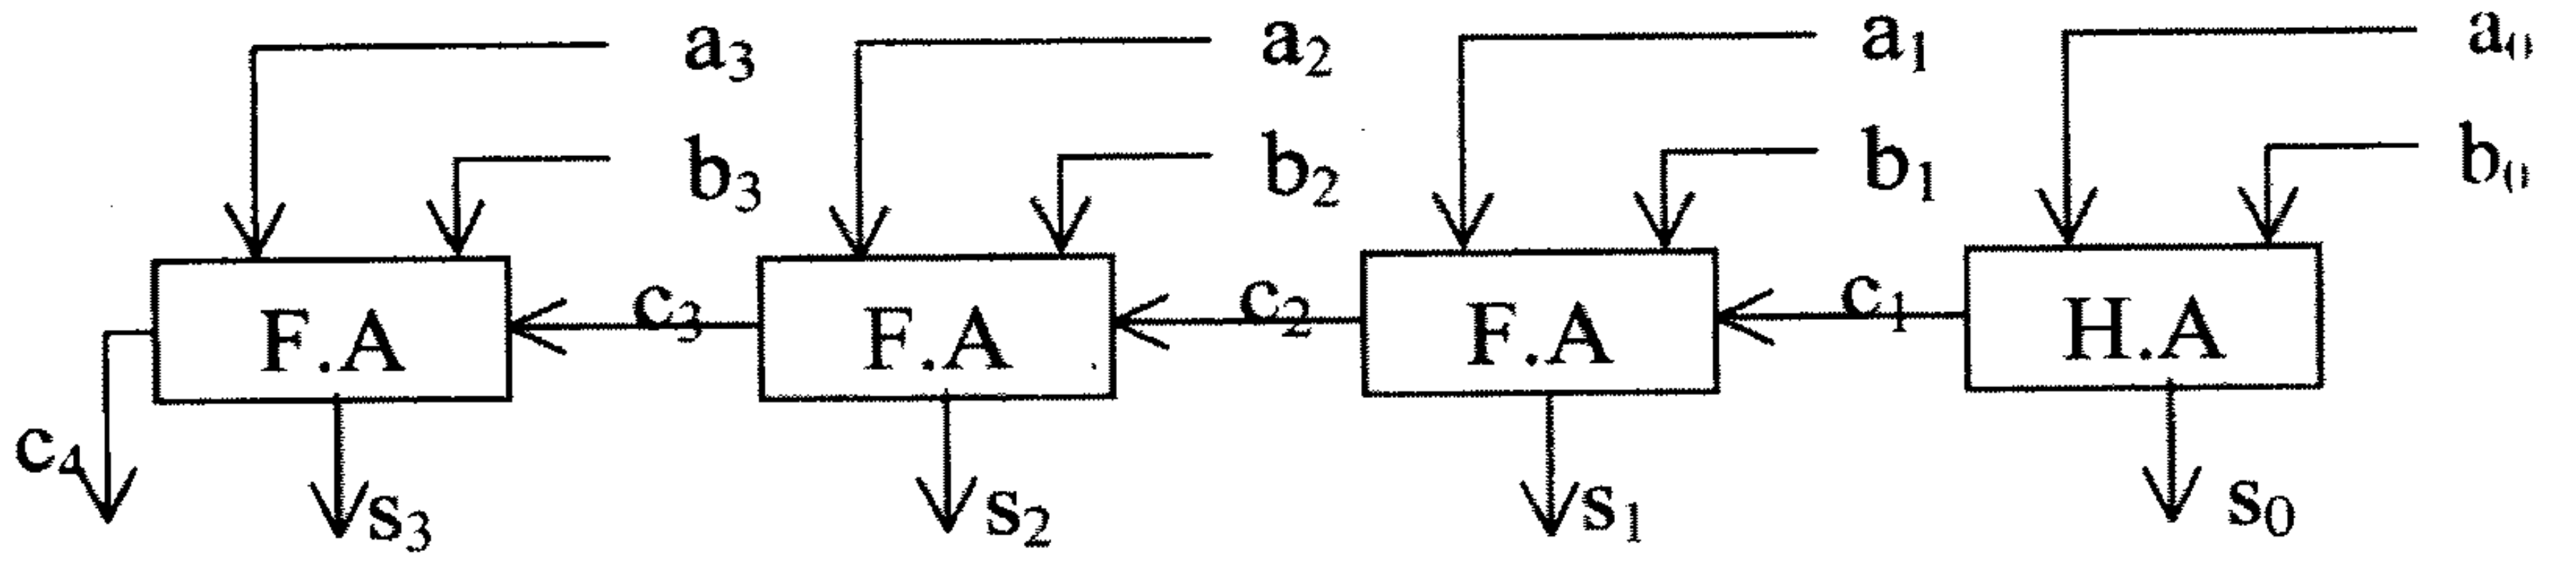 a3 a2 a1 a0
b3 b2 b1 b0
F.A c3 F.A c2 F.A c1 H.A
c4 s3 s2 s1 s0